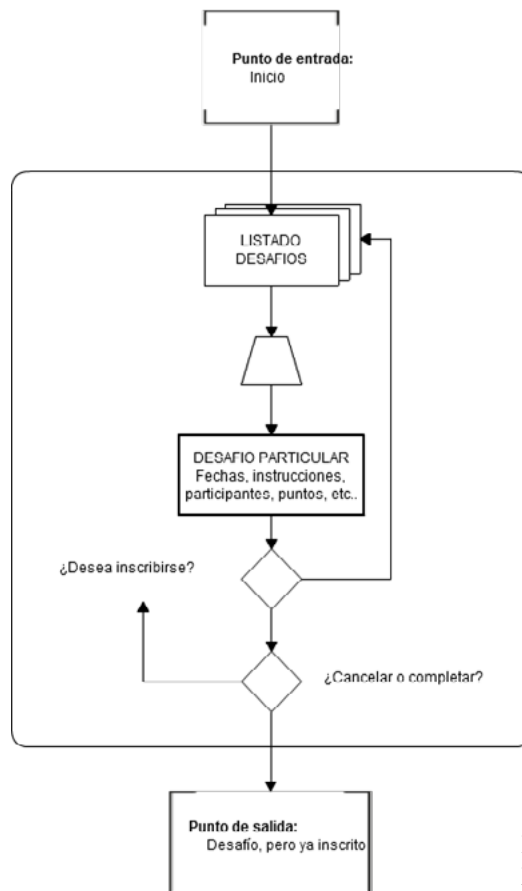 Punto de entrada:
Inicio
LISTADO
DESAFIOS
DESAFIO PARTICULAR
Fechas, instrucciones,
participantes, puntos, etc..
¿Desea inscribirse?
¿Cancelar o completar?
Punto de salida:
Desafío, pero ya inscrito